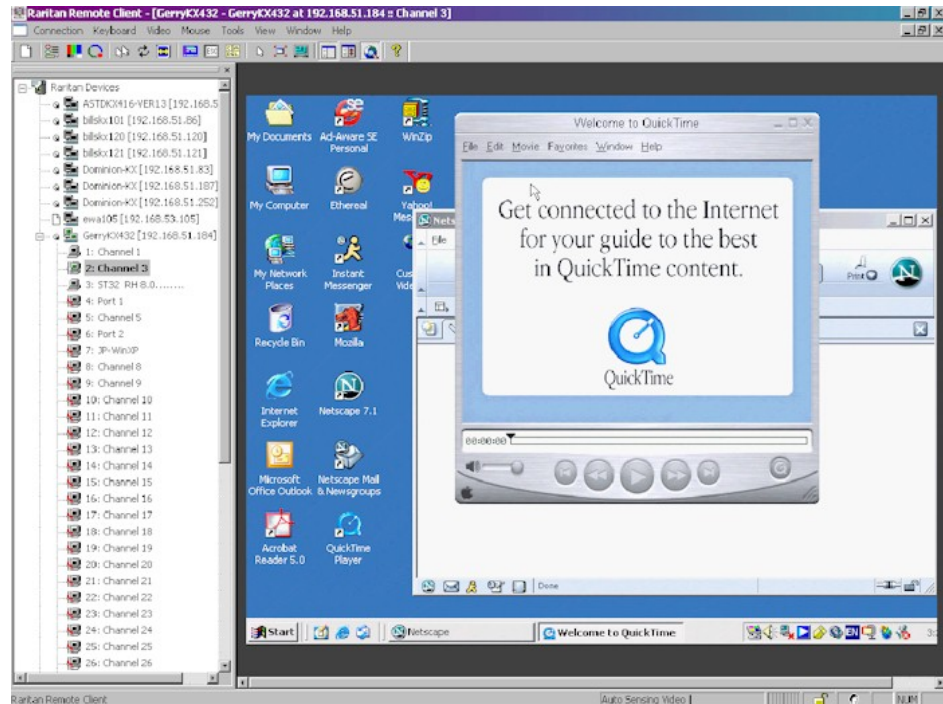 Raritan Remote Client - [GerryKX432 - GerryKX432 at 192.168.51.184 :: Channel 3]
Connection Keyboard Video Mouse Tools View Window Help
Raritan Devices
ASTDKX416-VER13 [192.168.5
billskx101 [192.168.51.86]
billskx120 [192.168.51.120]
billskx121 [192.168.51.121]
Dominion-KX [192.168.51.83]
Dominion-KX [192.168.51.187]
Dominion-KX [192.168.51.252]
ewa105 [192.168.53.105]
GerryKX432 [192.168.51.184]
1: Channel 1
2: Channel 3
3: ST32 RH 8.0........
4: Port 1
5: Channel 5
6: Port 2
7: JP-WinXP
8: Channel 8
9: Channel 9
10: Channel 10
11: Channel 11
12: Channel 12
13: Channel 13
14: Channel 14
15: Channel 15
16: Channel 16
17: Channel 17
18: Channel 18
19: Channel 19
20: Channel 20
21: Channel 21
22: Channel 22
23: Channel 23
24: Channel 24
25: Channel 25
26: Channel 26
My Documents
Ad-Aware SE
Personal
WinZip
My Computer
Ethereal
Yahoo!
Mes
My Network
Places
Instant
Messenger
Cus
Vide
Recycle Bin
Mozilla
Internet
Explorer
Netscape 7.1
Microsoft
Office Outlook
Netscape Mail
& Newsgroups
Acrobat
Reader 5.0
QuickTime
Player
Nets
File
Print
N
Done
Welcome to QuickTime
File Edit Movie Favorites Window Help
Get connected to the Internet
for your guide to the best
in QuickTime content.
QuickTime
00:00:00
Start
Netscape
Welcome to QuickTime
EN
3:
Raritan Remote Client
Auto Sensing Video
NUM